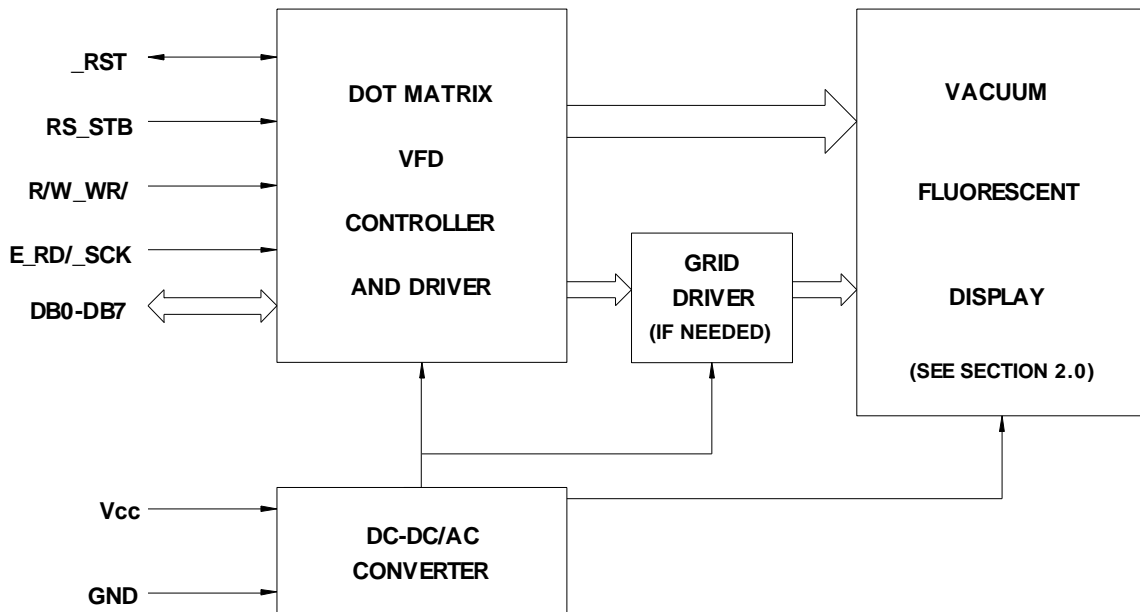 _RST
RS_STB
R/W_WR/
E_RD/_SCK
DB0-DB7
DOT MATRIX
VFD
CONTROLLER
AND DRIVER
GRID
DRIVER
(IF NEEDED)
VACUUM
FLUORESCENT
DISPLAY
(SEE SECTION 2.0)
Vcc
GND
DC-DC/AC
CONVERTER